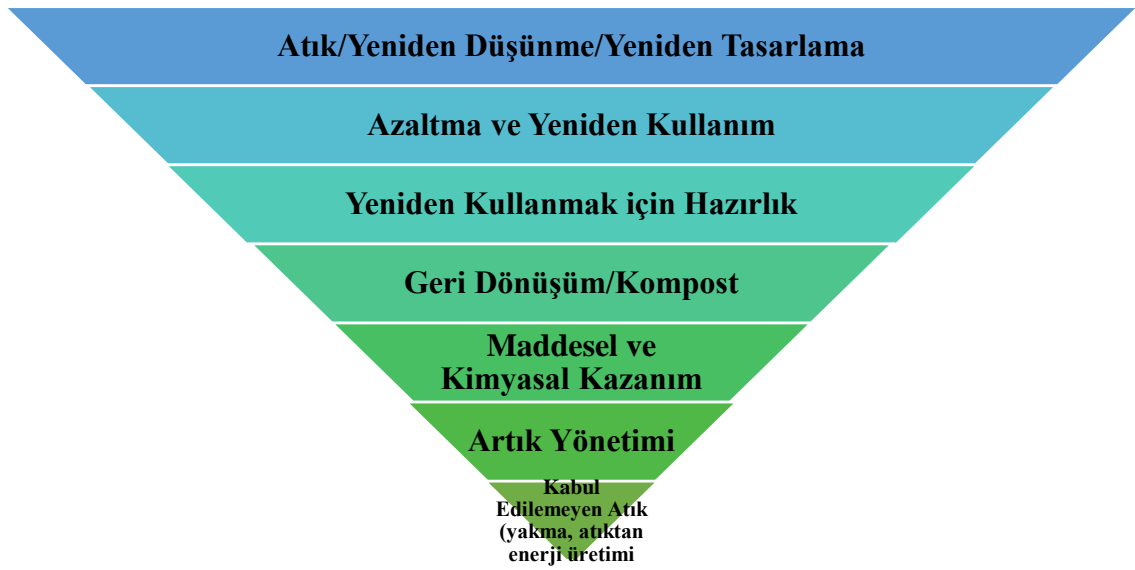 Atık/Yeniden Düşünme/Yeniden Tasarlama
Azaltma ve Yeniden Kullanım
Yeniden Kullanmak için Hazırlık
Geri Dönüşüm/Kompost
Maddesel ve
Kimyasal Kazanım
Artık Yönetimi
Kabul
Edilemeyen Atık
(yakma, atıktan
enerji üretimi